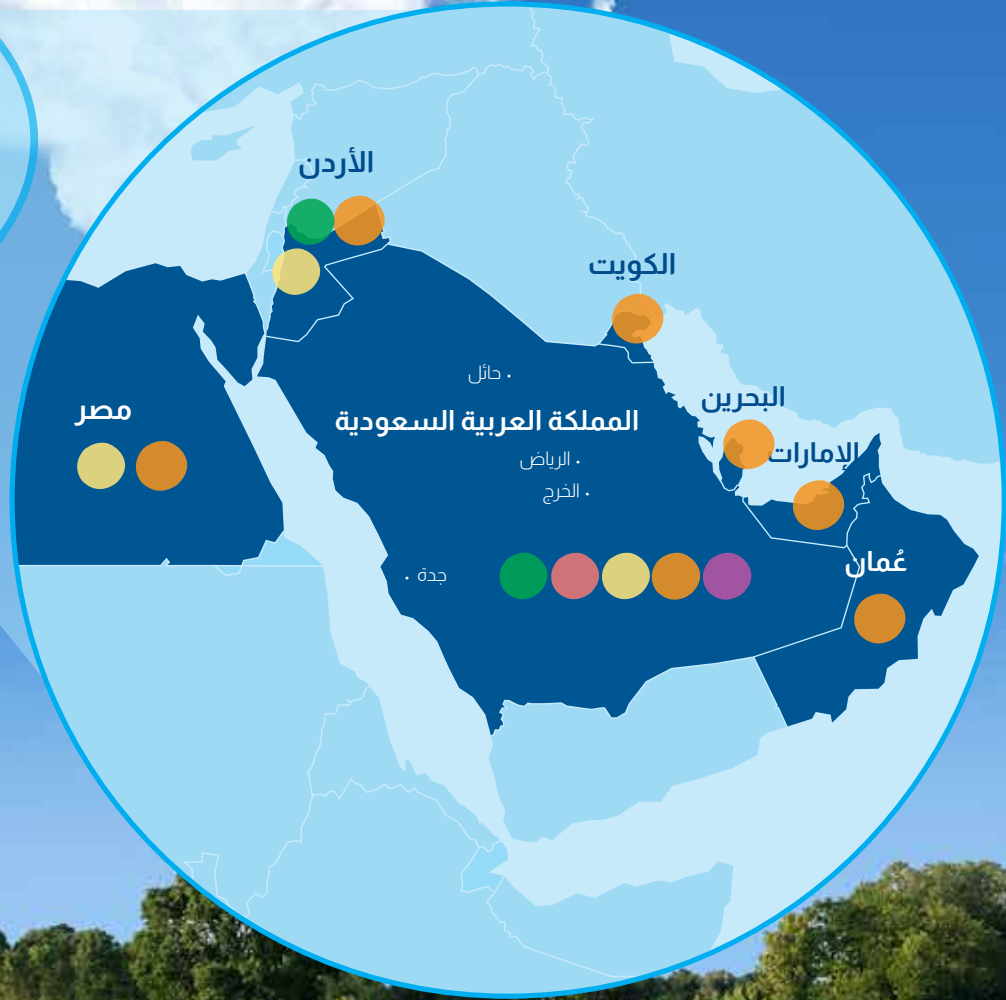 الأردن
الكويت
حائل
البحرين
مصر
المملكة العربية السعودية
الإمارات
الرياض
الخرج
عُمان
جدة